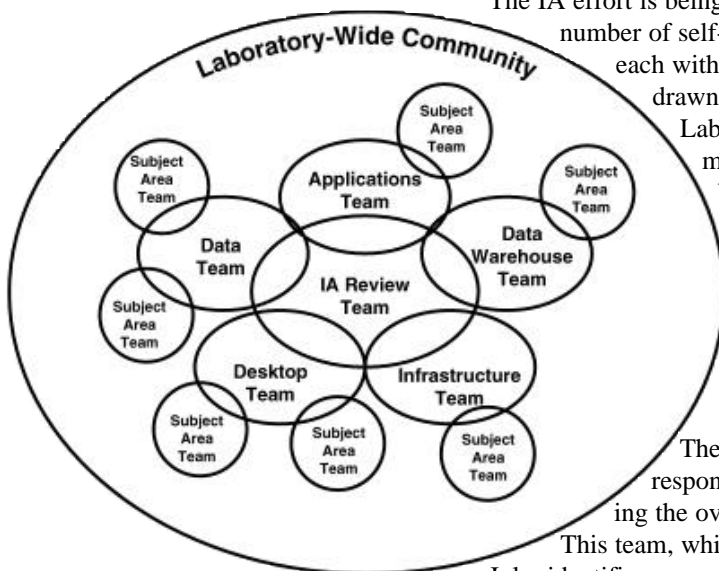 The IA effort is being
number of self-
each with
drawn
Lab
m
Laboratory-Wide Community
Subject
Area
Team
Subject
Area
Team
Applications
Team
Subject
Area
Team
Data
Team
Data
Warehouse
Team
IA Review
Team
Subject
Area
Team
Desktop
Team
Infrastructure
Team
Subject
Area
Team
Subject
Area
Team
Subject
Area
Team
The
respon
ing the ov
This team, whi